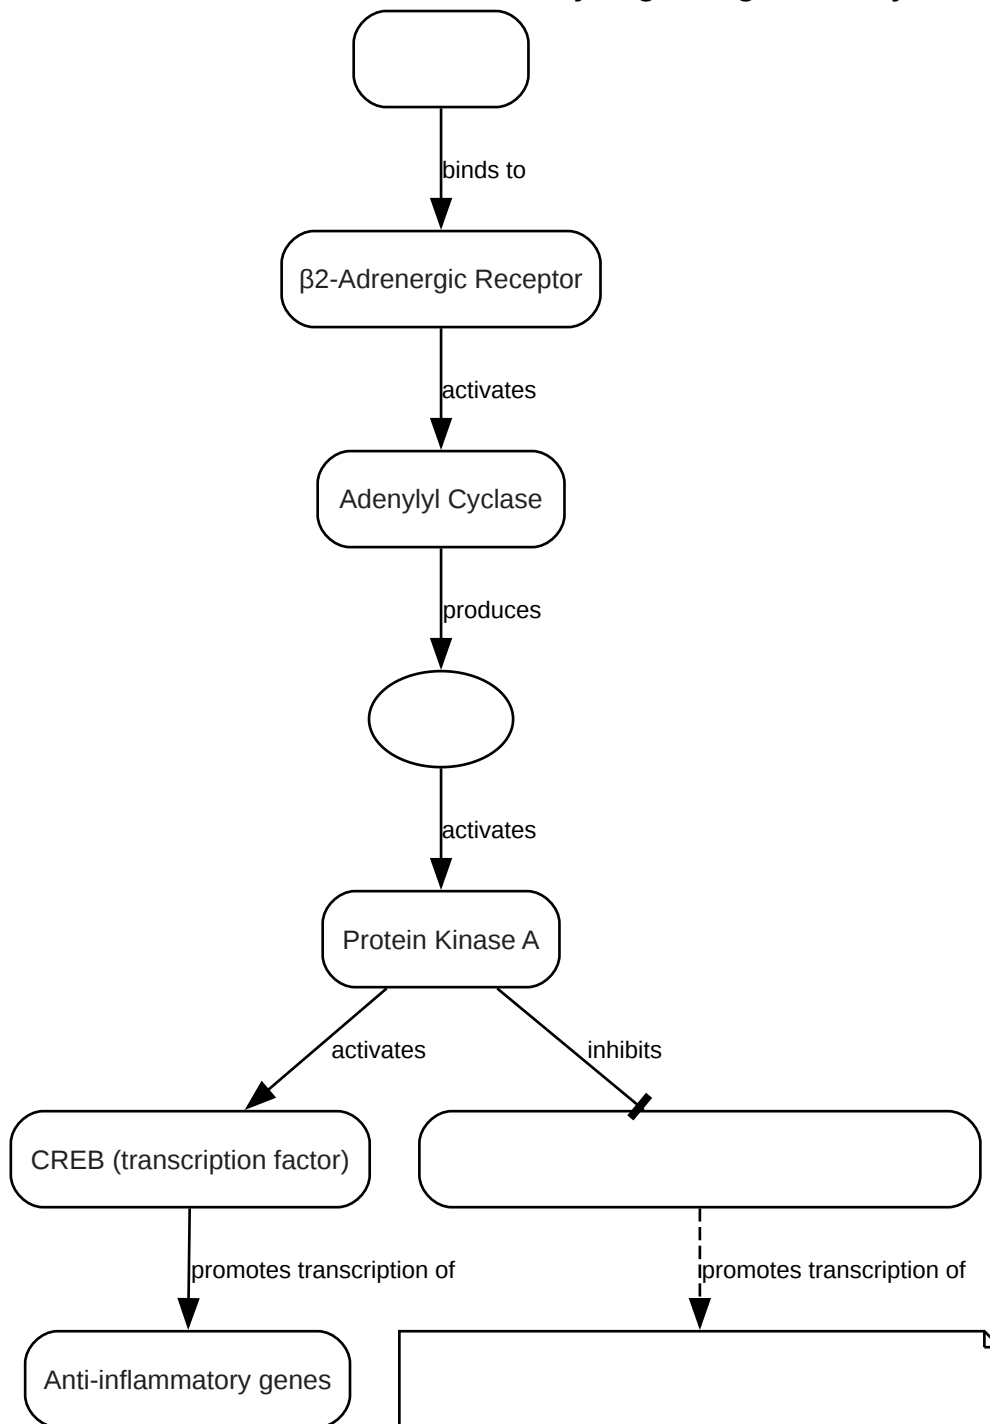 binds to
β2-Adrenergic Receptor
activates
Adenylyl Cyclase
produces
activates
Protein Kinase A
activates
inhibits
CREB (transcription factor)
promotes transcription of
promotes transcription of
Anti-inflammatory genes